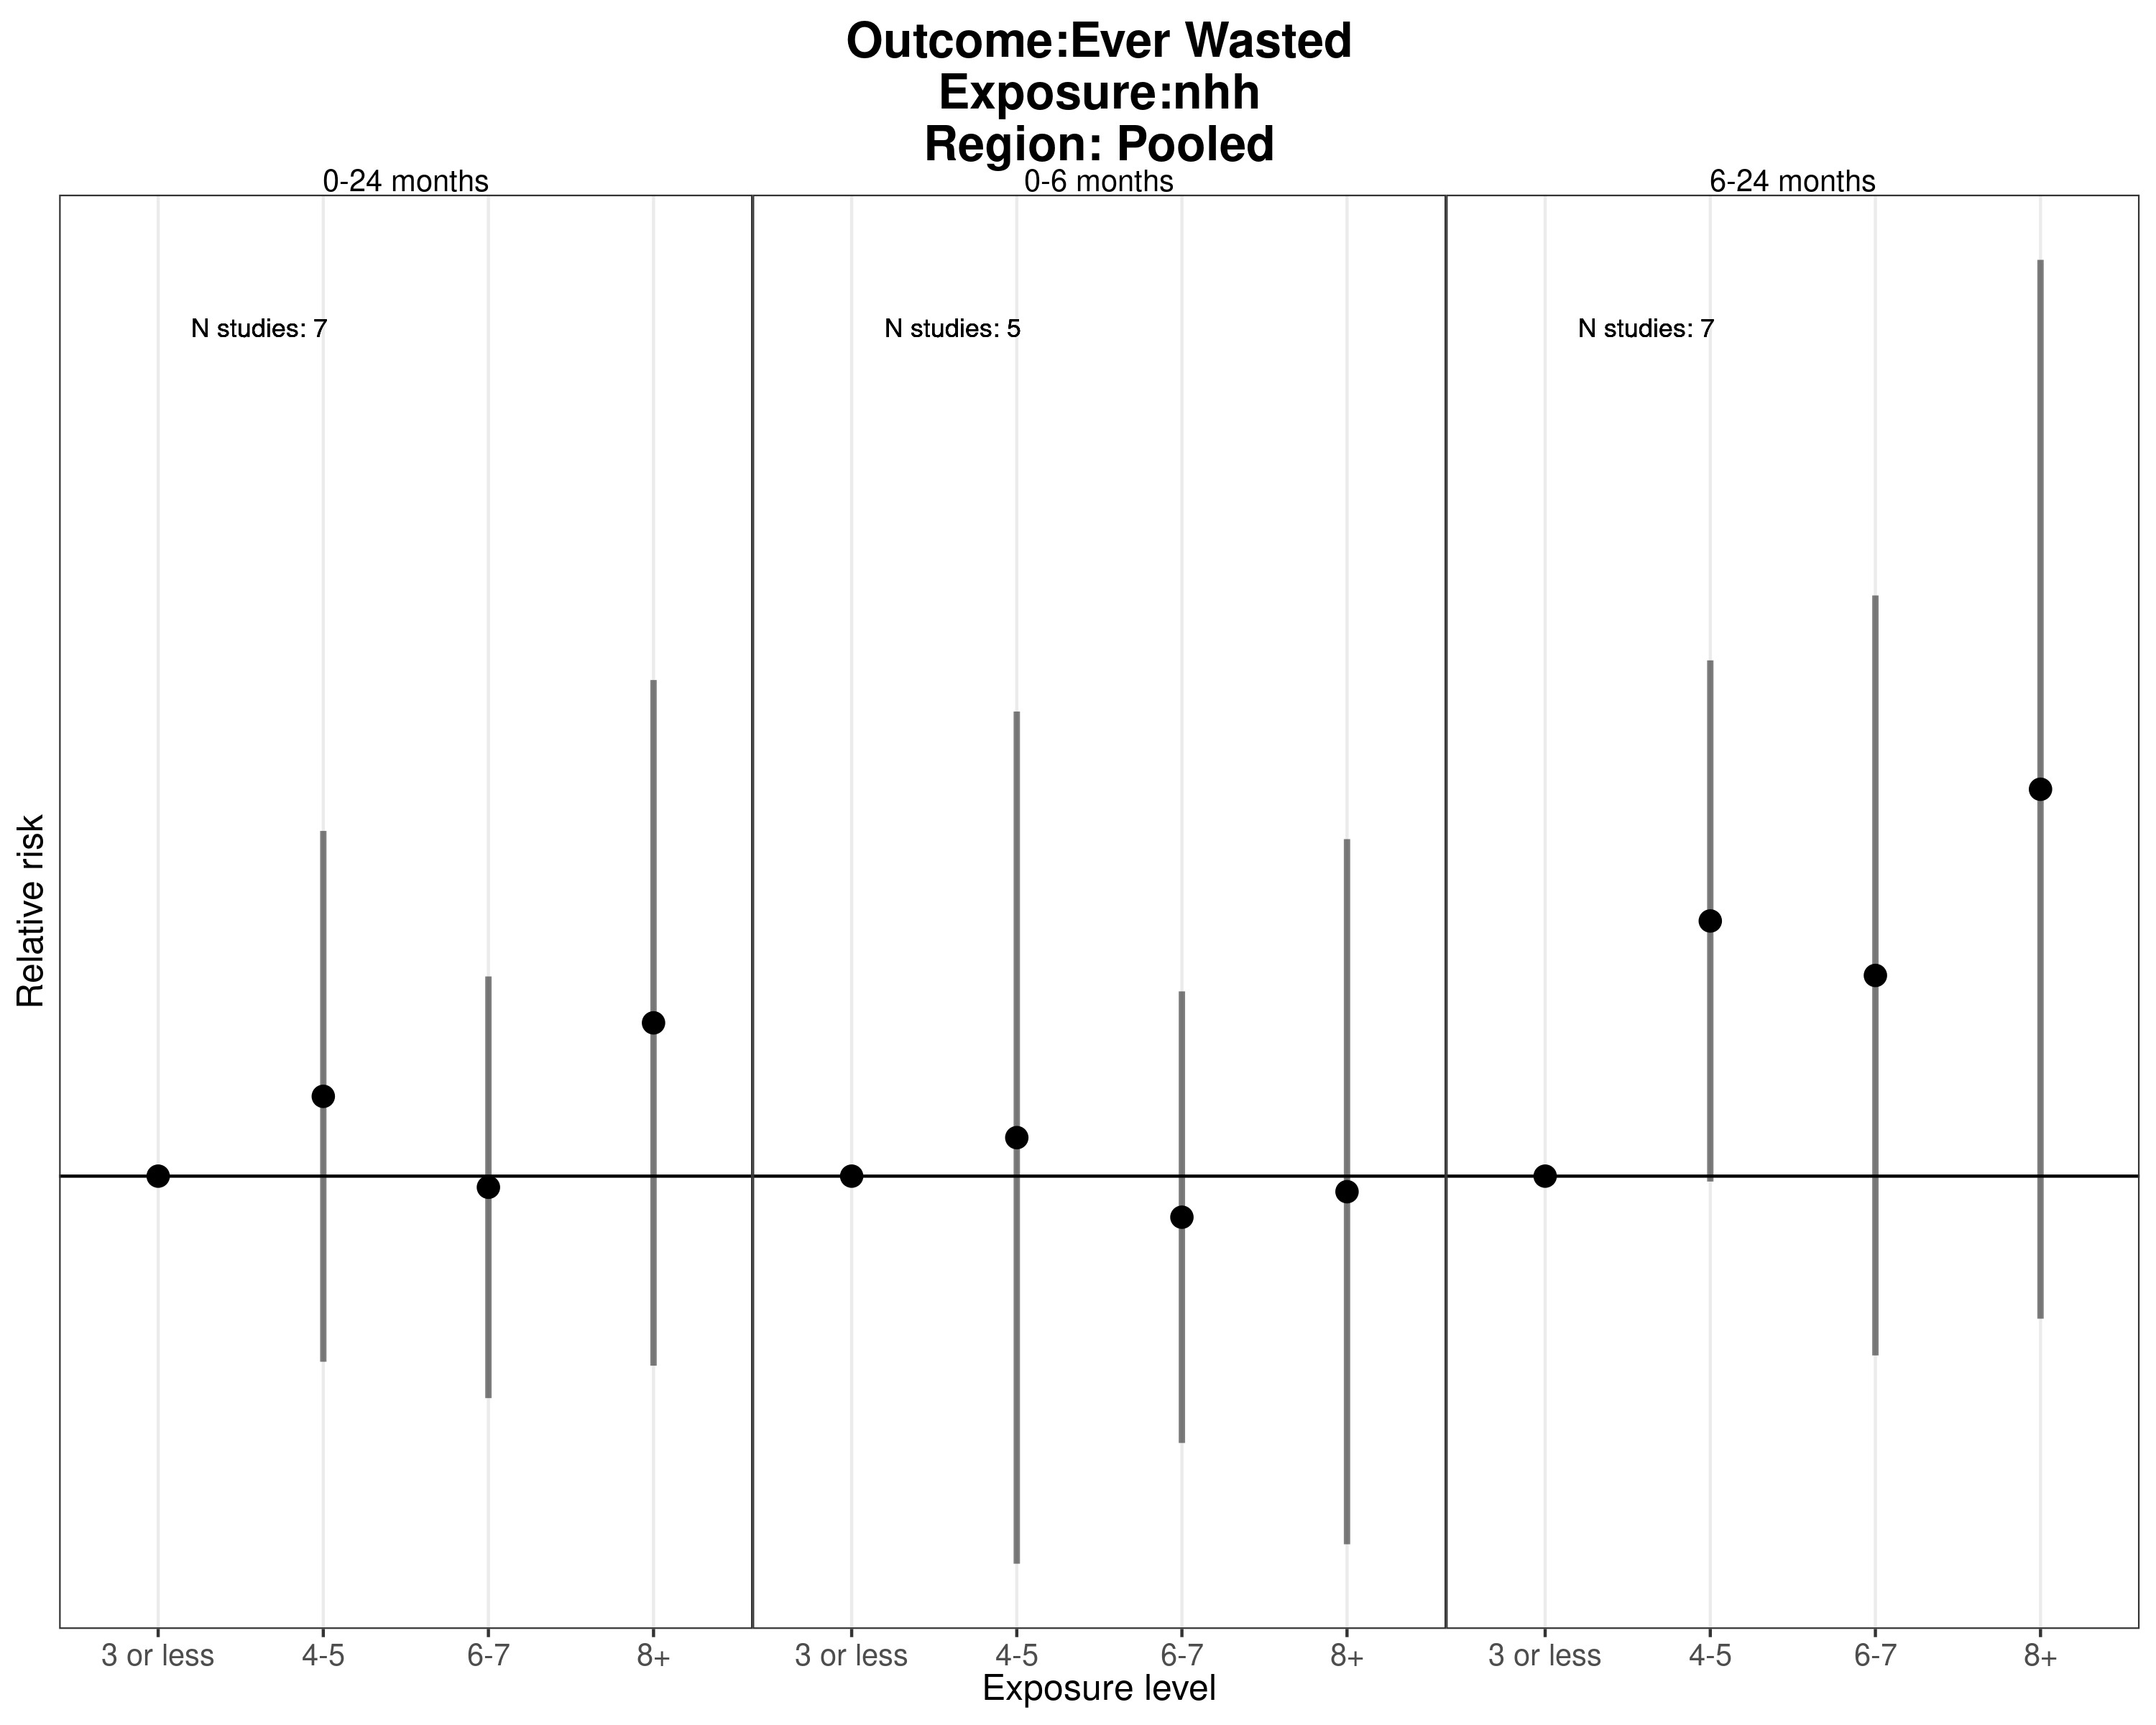 Outcome:Ever Wasted
Exposure:nhh
Region: Pooled
0-24 months
0-6 months
6-24 months
N studies: 7
N studies: 5
N studies: 7
Relative risk
3 or less
4-5
6-7
8+
3 or less
4-5
6-7
8+
3 or less
4-5
6-7
8+
Exposure level